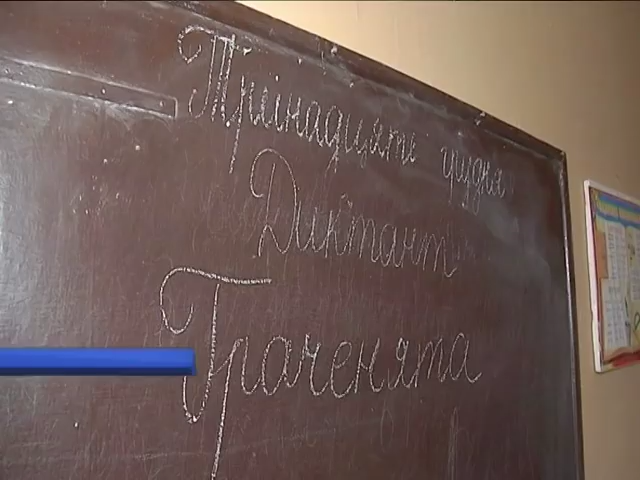 Тринадцяте грудня
Диктант
Граченята